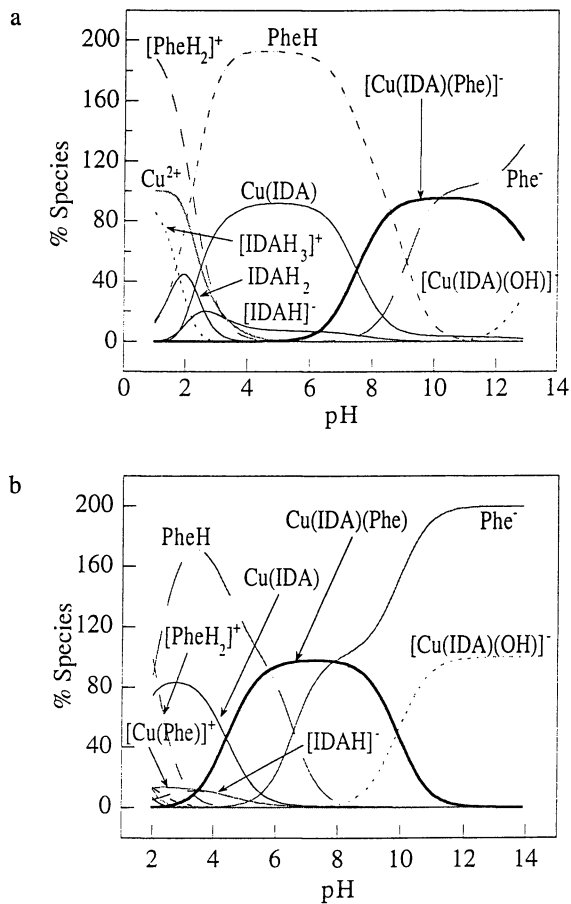 a
200
160
120
80
40
0
% Species
[PheH2]+
PheH
[Cu(IDA)(Phe)]-
Cu2+
Cu(IDA)
Phe-
[IDAH3]+
IDAH2
[IDAH]-
[Cu(IDA)(OH)]-
0 2 4 6 8 10 12 14
pH
b
200
160
120
80
40
0
% Species
Cu(IDA)(Phe)
Phe-
PheH
Cu(IDA)
[PheH2]+
[Cu(IDA)(OH)]-
[Cu(Phe)]+
[IDAH]-
2 4 6 8 10 12 14
pH